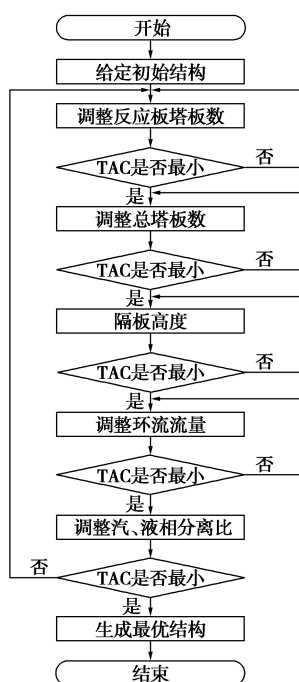 开始
给定初始结构
调整反应板塔板数
TAC是否最小
否
是
调整总塔板数
TAC是否最小
否
是
隔板高度
TAC是否最小
否
是
调整环流流量
TAC是否最小
否
是
调整汽、液相分离比
否
TAC是否最小
是
生成最优结构
结束